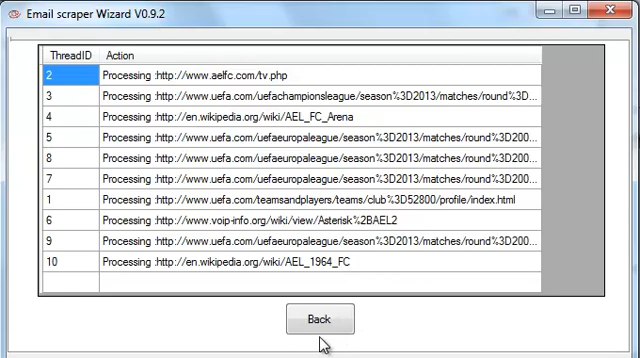 Email scraper Wizard V0.9.2
ThreadID Action
2 Processing :http://www.aelfc.com/tv.php
3 Processing :http://www.uefa.com/uefachampionsleague/season%3D2013/matches/round%3D...
4 Processing :http://en.wikipedia.org/wiki/AEL_FC_Arena
5 Processing :http://www.uefa.com/uefaeuropaleague/season%3D2013/matches/round%200...
8 Processing :http://www.uefa.com/uefaeuropaleague/season%3D2013/matches/round%200...
7 Processing :http://www.uefa.com/uefaeuropaleague/season%3D2013/matches/round%200...
1 Processing :http://www.uefa.com/teamsandplayers/teams/club%3D52800/profile/index.html
6 Processing :http://www.voip-info.org/wiki/view/Asterisk%2BAEL2
9 Processing :http://www.uefa.com/uefaeuropaleague/season%3D2013/matches/round%200...
10 Processing :http://en.wikipedia.org/wiki/AEL_1964_FC
Back